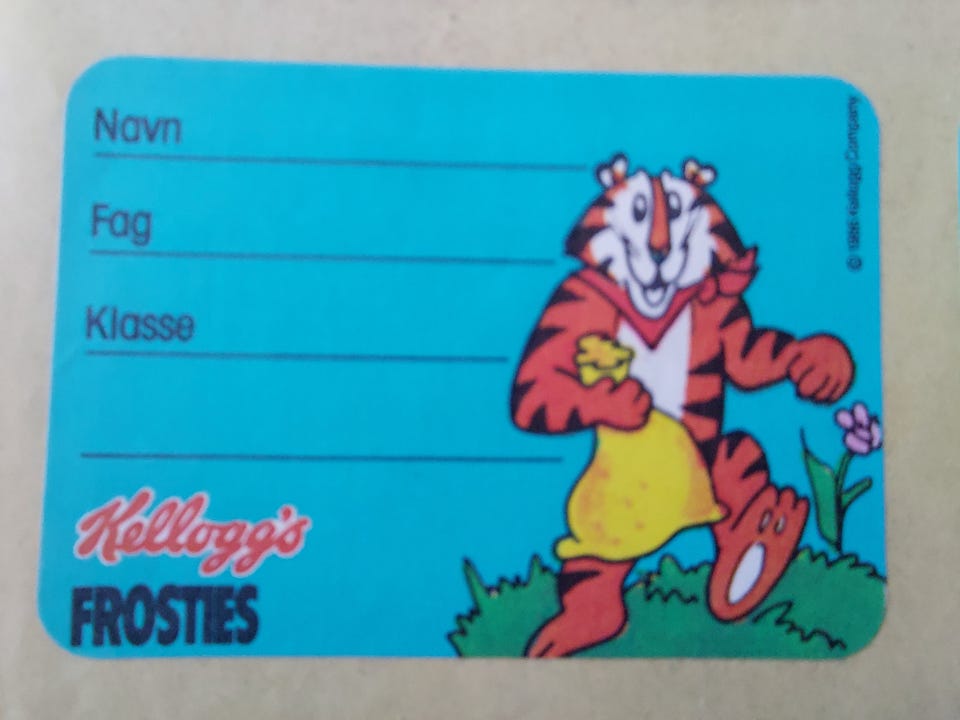 Navn
Fag
Klasse
Kellogg's
FROSTIES
Kellogg Company